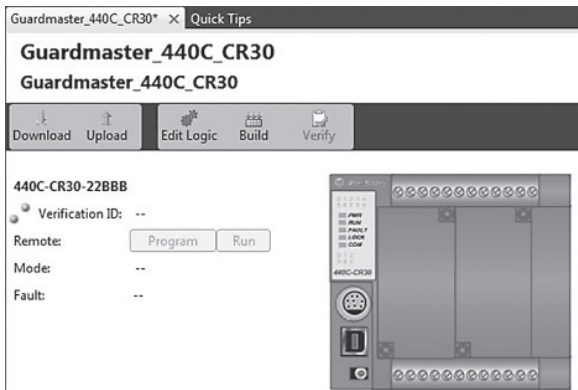 Guardmaster_440C_CR30* × Quick Tips
Guardmaster_440C_CR30
Guardmaster_440C_CR30
Download Upload Edit Logic Build Verify
440C-CR30-22BBB
Verification ID: --
Remote: Program Run
Mode: --
Fault: --
PWR
RUN
FAULT
LOCK
COM
440C-CR30